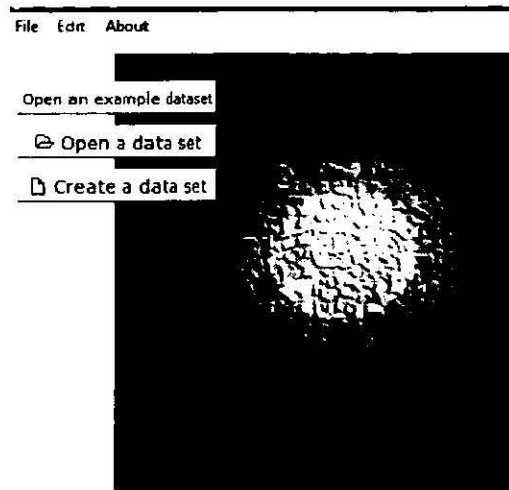 File Edit About
Open an example dataset
Open a data set
Create a data set